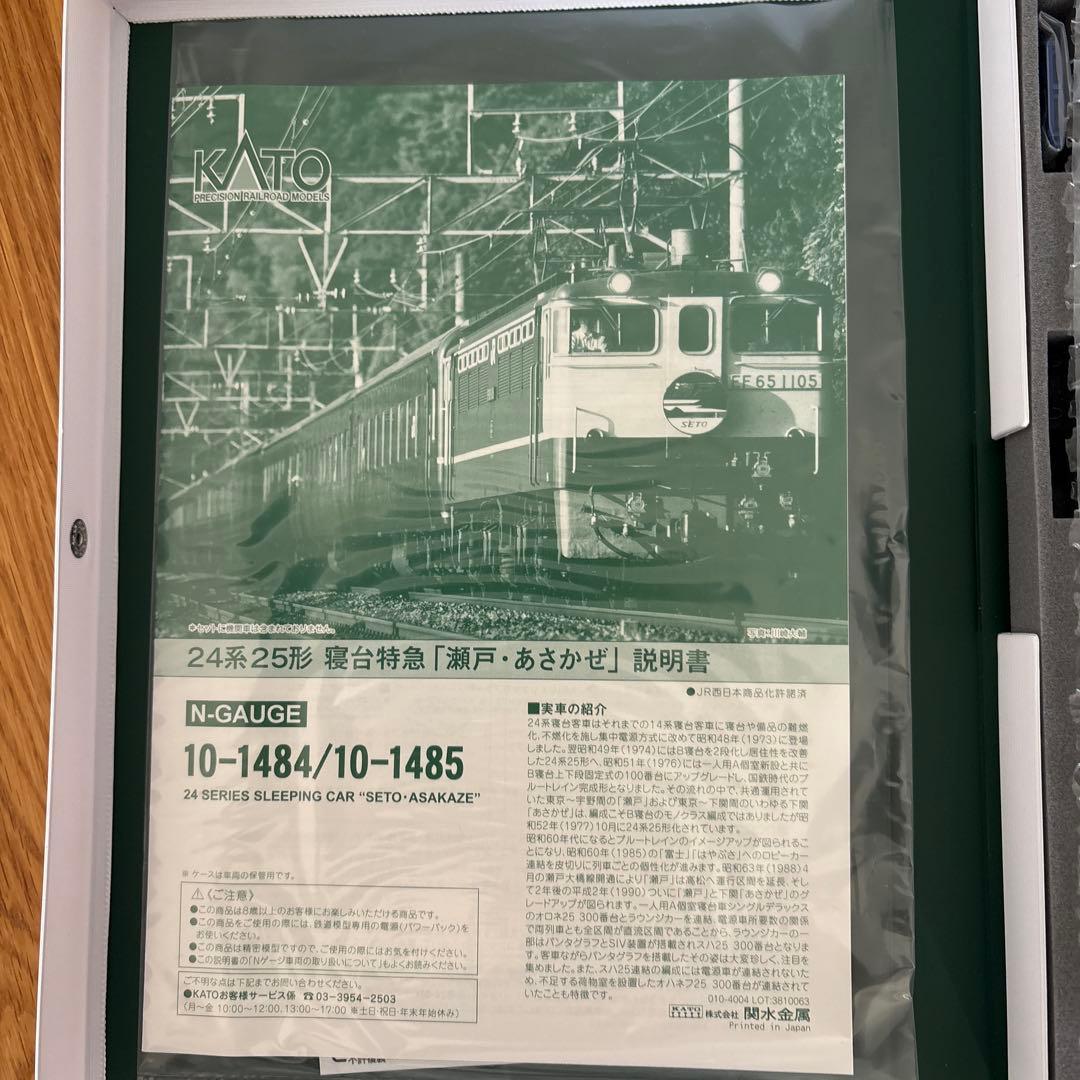 KATO
PRECISION RAILROAD MODELS
EF 65 1105
SETO
*セットに機関車は含まれておりません。
写真:川崎大輔
24系25形 寝台特急「瀬戸・あさかぜ」説明書
●JR西日本商品化許諾済
N-GAUGE
10-1484/10-1485
24 SERIES SLEEPING CAR “SETO・ASAKAZE”
※ ケースは車両の保管用です。
⚠〈ご注意〉
●この商品は8歳以上のお客様にお楽しみいただける商品です。
●この商品をご使用の際には、鉄道模型専用の電源(パワーパック)を
お使いください。
●この商品は精密模型ですので、ご使用の際にはお気を付けください。
●この説明書の「Nゲージ車両の取り扱いについて」もよくお読みください。
ご不明な点は下記までお問い合わせください。
●KATOお客様サービス係 ☎03-3954-2503
(月～金 10:00～12:00、13:00～17:00 ※土日・祝日・年末年始休み)
■実車の紹介
24系寝台客車はそれまでの14系寝台客車に寝台や備品の難燃
化、不燃化を施し集中電源方式に改めて昭和48年(1973)に登場
しました。翌昭和49年(1974)にはB寝台を2段化し居住性を改善
した24系25形へ、昭和51年(1976)には一人用A個室新設と共に
B寝台上下段固定式の100番台にアップグレードし、国鉄時代のブ
ルートレイン完成形となりました。その流れの中で、共通運用されて
いた東京～宇野間の「瀬戸」および東京～下関間のいわゆる下関
「あさかぜ」は、編成こそB寝台のモノクラス編成ではありましたが昭
和52年(1977)10月に24系25形化されています。
昭和60年代になるとブルートレインのイメージアップが図られること
になり、昭和60年(1985)の「富士」「はやぶさ」へのロビーカー
連結を皮切りに列車ごとの個性化が進みます。昭和63年(1988)4
月の瀬戸大橋線開通により「瀬戸」は高松へ運行区間を延長、そし
て2年後の平成2年(1990)ついに「瀬戸」と下関「あさかぜ」のグ
レードアップが図られます。一人用A個室寝台車シングルデラックス
のオロネ25 300番台とラウンジカーを連結、電源車所要数の関係
で両列車とも全区間が直流区間であることから、ラウンジカーの一
部はパンタグラフとSIV装置が搭載されスハ25 300番台となりま
す。客車ながらパンタグラフを搭載したその姿は大変珍しく、注目を
集めました。また、スハ25連結の編成には電源車が連結されないた
め、不足する荷物室を設置したオハネフ25 300番台が連結されて
いたことも特徴です。
010-4004 LOT:3810063
KATO 株式会社 関水金属
Printed in Japan
不許複製